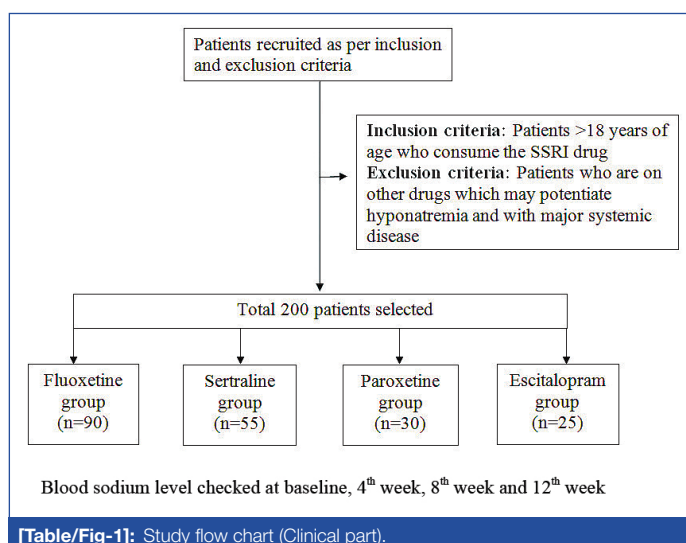 Patients recruited as per inclusion
and exclusion criteria
Inclusion criteria: Patients >18 years of
age who consume the SSRI drug
Exclusion criteria: Patients who are on
other drugs which may potentiate
hyponatremia and with major systemic
disease
Total 200 patients selected
Fluoxetine
group
(n=90)
Sertraline
group
(n=55)
Paroxetine
group
(n=30)
Escitalopram
group
(n=25)
Blood sodium level checked at baseline, 4th week, 8th week and 12th week
[Table/Fig-1]: Study flow chart (Clinical part).